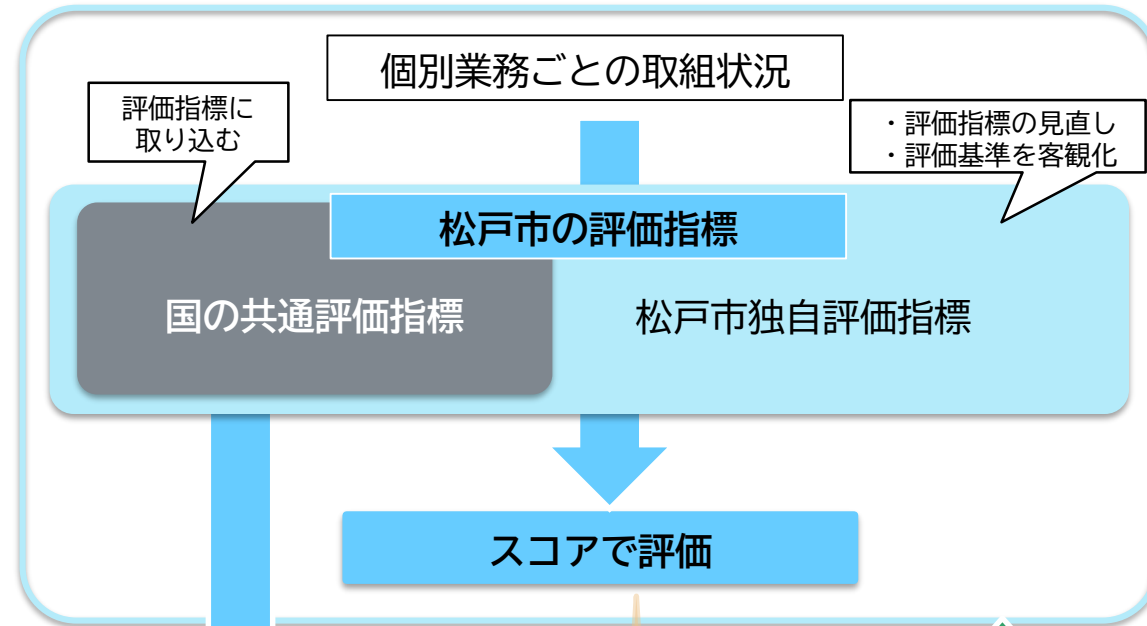 個別業務ごとの取組状況
評価指標に
取り込む
・評価指標の見直し
・評価基準を客観化
松戸市の評価指標
国の共通評価指標
松戸市独自評価指標
スコアで評価